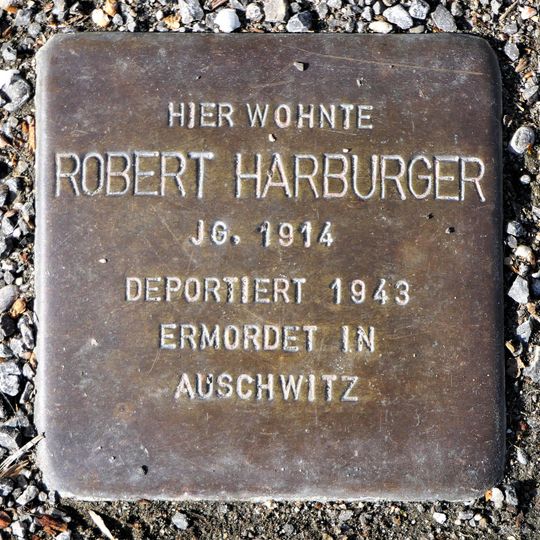 HIER WOHNTE
ROBERT HARBURGER
JG. 1914
DEPORTIERT 1943
ERMORDET IN
AUSCHWITZ